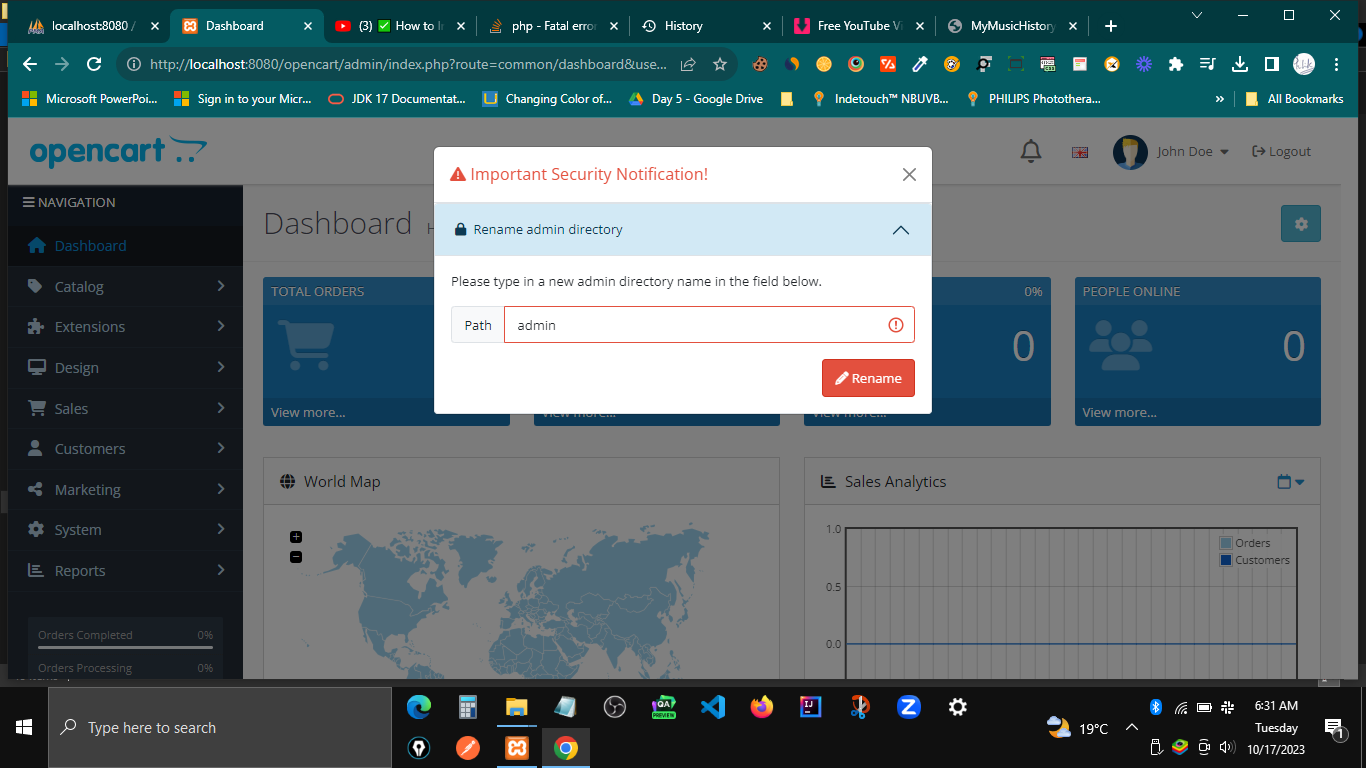 localhost:8080 /
Dashboard
(3) ✅ How to I
php - Fatal error
History
Free YouTube Vi
MyMusicHistory
http://localhost:8080/opencart/admin/index.php?route=common/dashboard&use...
Microsoft PowerPoi...
Sign in to your Micr...
JDK 17 Documentat...
Changing Color of...
Day 5 - Google Drive
Indetouch™ NBUVB...
PHILIPS Photothera...
»
All Bookmarks
opencart
John Doe
Logout
Important Security Notification!
NAVIGATION
Dashboard
Catalog
Extensions
Design
Sales
Customers
Marketing
System
Reports
Orders Completed 0%
Orders Processing 0%
Dashboard
Rename admin directory
Please type in a new admin directory name in the field below.
Path admin
Rename
TOTAL ORDERS
0%
PEOPLE ONLINE
0
0
View more...
View more...
View more...
View more...
World Map
+
−
Sales Analytics
1.0
0.5
0.0
Orders
Customers
Type here to search
QA
PREVIEW
IJ
19°C
6:31 AM
Tuesday
10/17/2023
1